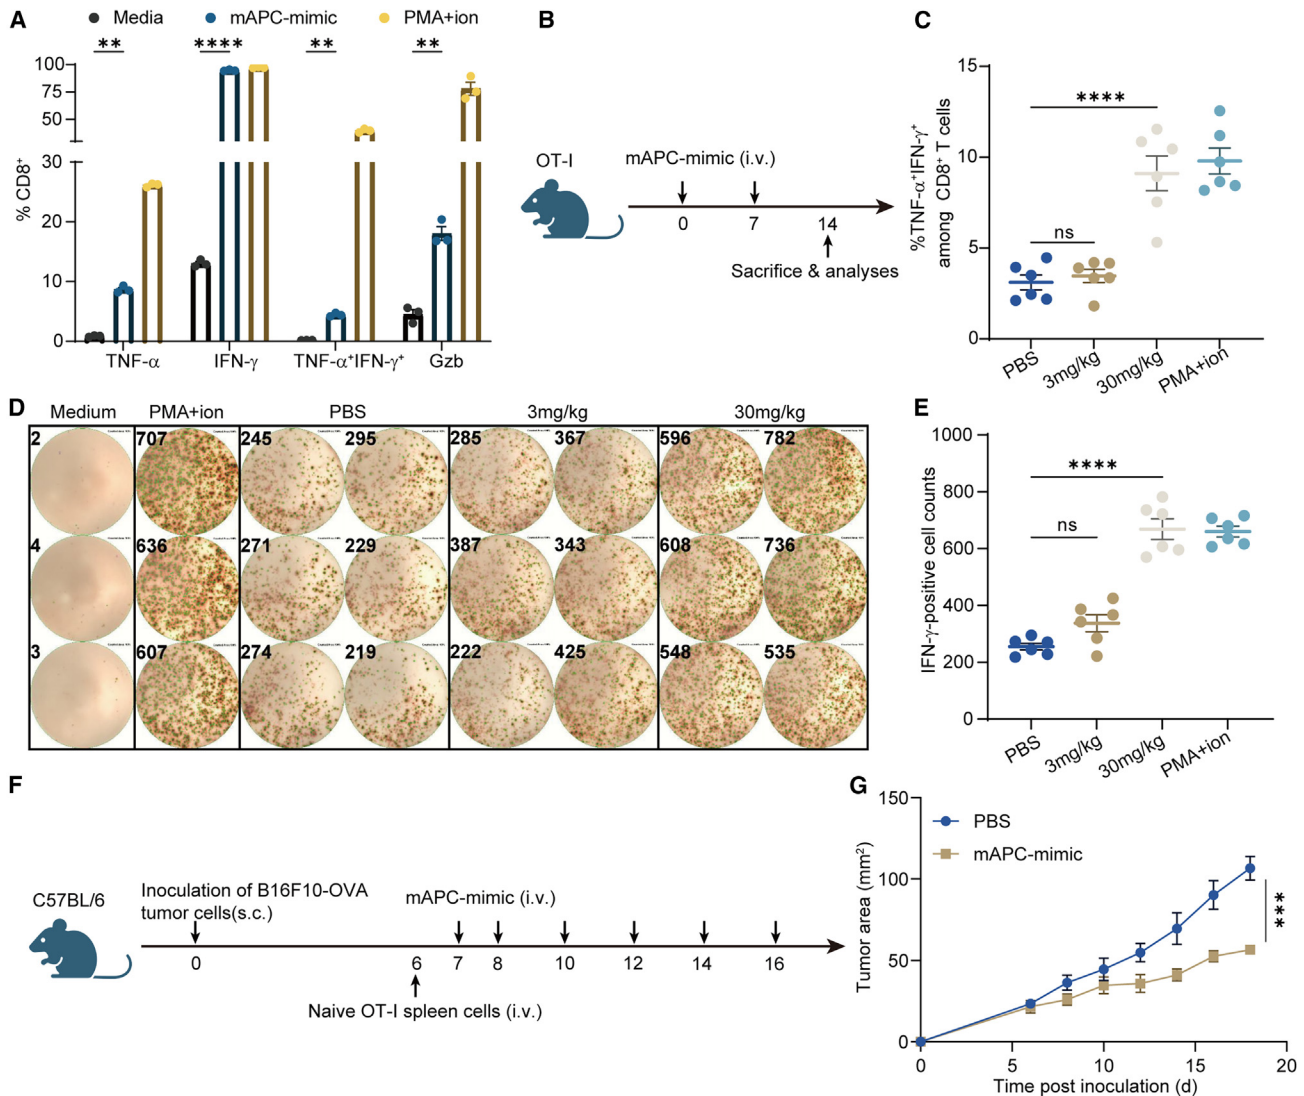 A
Media
mAPC-mimic
PMA+ion
**
****
**
**
100
75
50
30
20
10
0
% CD8⁺
TNF-α
IFN-γ
TNF-α⁺IFN-γ⁺
Gzb
B
OT-I
mAPC-mimic (i.v.)
0
7
14
Sacrifice & analyses
C
%TNF-α⁺IFN-γ⁺
among CD8⁺ T cells
15
10
5
0
****
ns
PBS
3mg/kg
30mg/kg
PMA+ion
D
Medium
PMA+ion
PBS
3mg/kg
30mg/kg
2
707
245
295
285
367
596
782
4
636
271
229
387
343
608
736
3
607
274
219
222
425
548
535
E
IFN-γ-positive cell counts
1000
800
600
400
200
0
****
ns
PBS
3mg/kg
30mg/kg
PMA+ion
F
C57BL/6
Inoculation of B16F10-OVA
tumor cells(s.c.)
mAPC-mimic (i.v.)
0
6
7
8
10
12
14
16
Naive OT-I spleen cells (i.v.)
G
Tumor area (mm²)
150
100
50
0
PBS
mAPC-mimic
***
0
5
10
15
20
Time post inoculation (d)